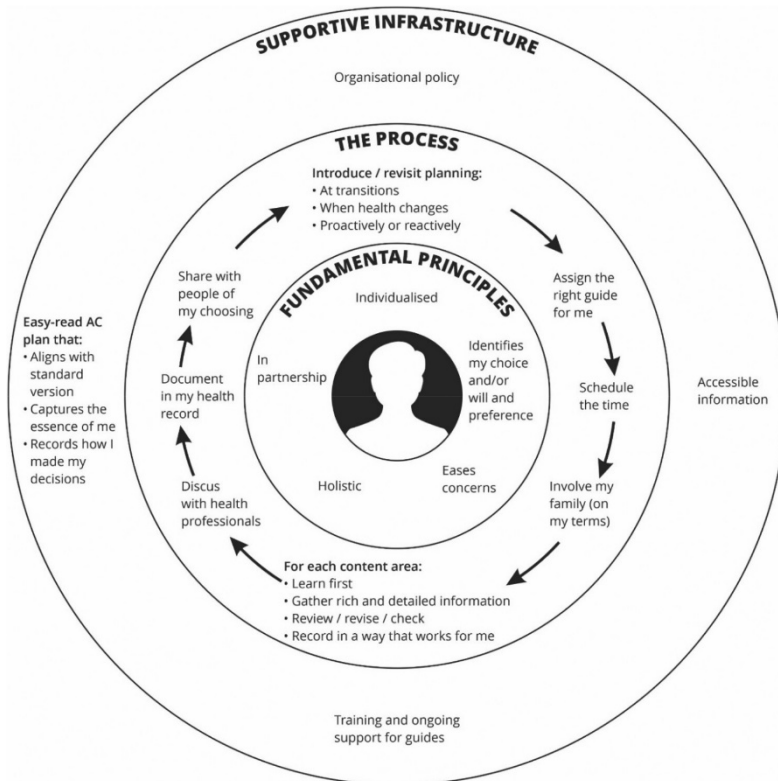 SUPPORTIVE INFRASTRUCTURE
Organisational policy
THE PROCESS
Introduce / revisit planning:
• At transitions
• When health changes
• Proactively or reactively
Assign the
right guide
for me
Schedule
the time
Involve my
family (on
my terms)
For each content area:
• Learn first
• Gather rich and detailed information
• Review / revise / check
• Record in a way that works for me
Discus
with health
professionals
Document
in my health
record
Share with
people of
my choosing
FUNDAMENTAL PRINCIPLES
Individualised
Identifies
my choice
and/or
will and
preference
Eases
concerns
Holistic
In
partnership
Accessible
information
Training and ongoing
support for guides
Easy-read AC
plan that:
• Aligns with
standard
version
• Captures the
essence of me
• Records how I
made my
decisions